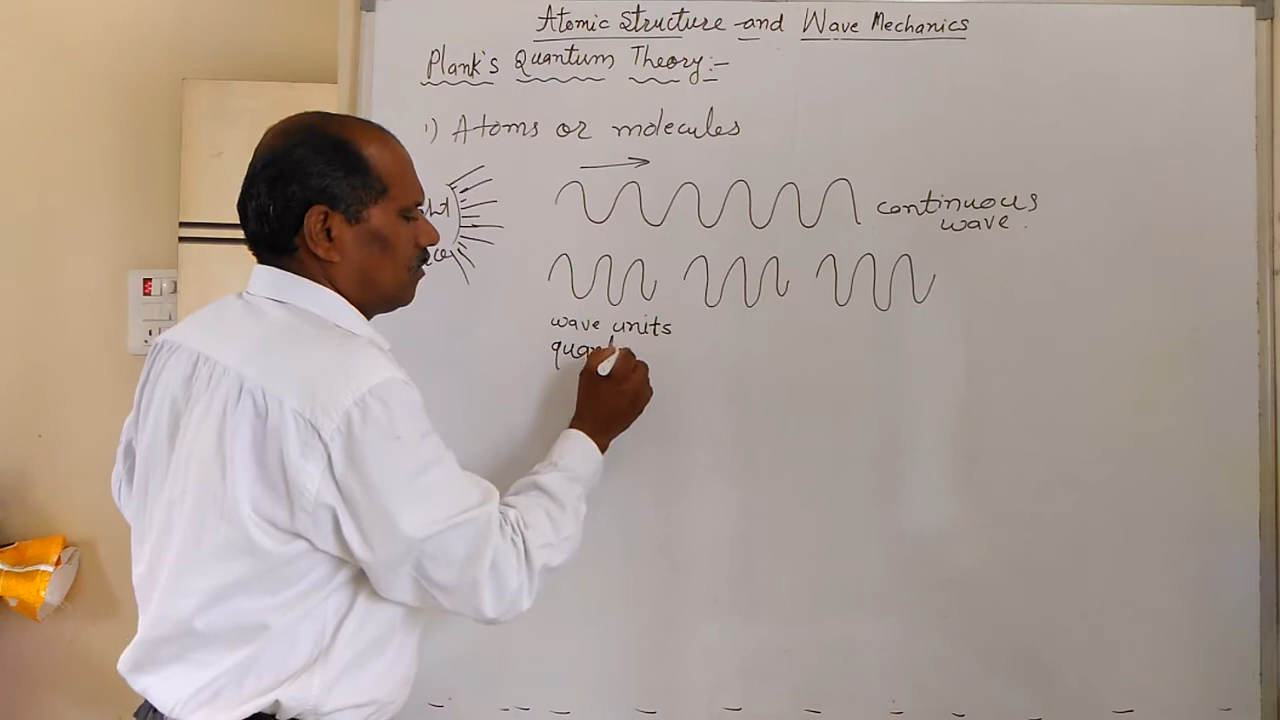 Atomic Structure and Wave Mechanics
Plank's Quantum Theory:-
1) Atoms or molecules
continuous
wave.
wave units